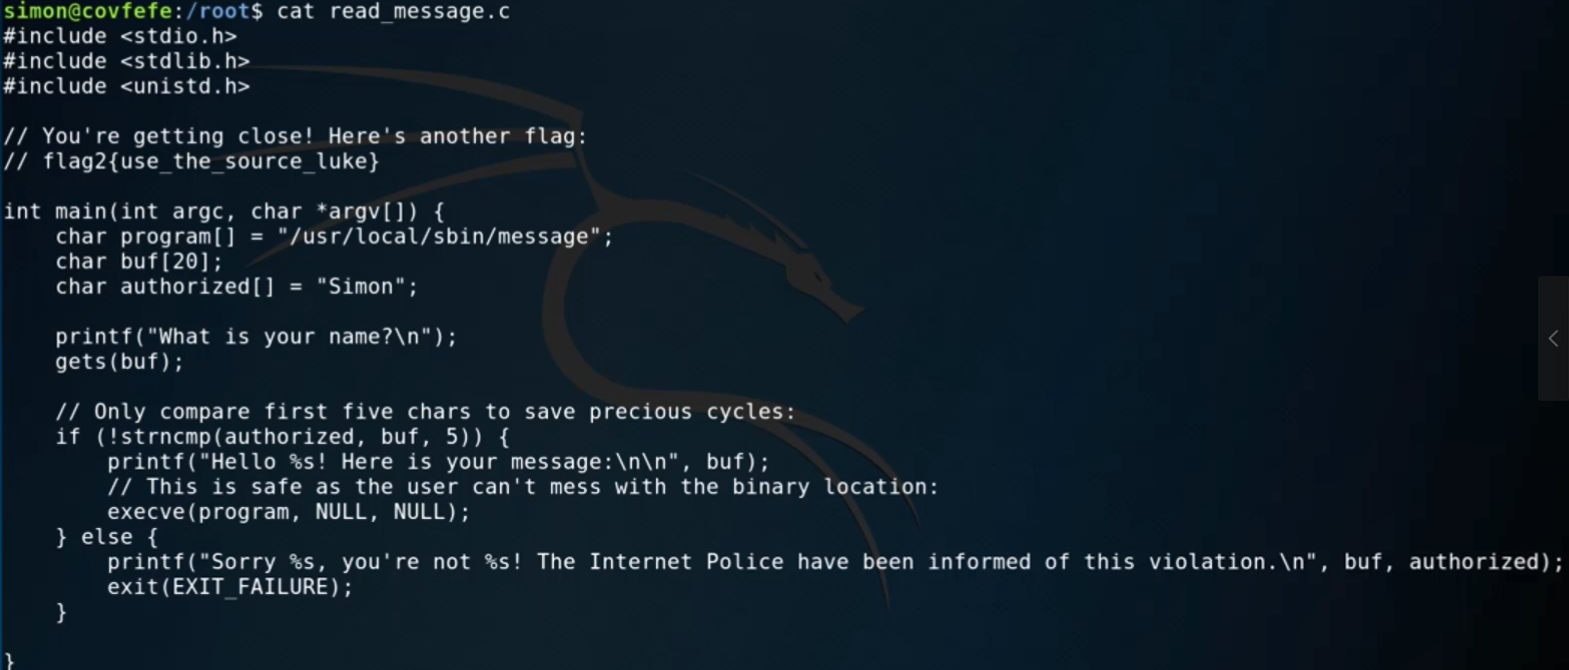 simon@covfefe:/root$ cat read_message.c
#include <stdio.h>
#include <stdlib.h>
#include <unistd.h>

// You're getting close! Here's another flag:
// flag2{use_the_source_luke}

int main(int argc, char *argv[]) {
    char program[] = "/usr/local/sbin/message";
    char buf[20];
    char authorized[] = "Simon";

    printf("What is your name?\n");
    gets(buf);

    // Only compare first five chars to save precious cycles:
    if (!strncmp(authorized, buf, 5)) {
        printf("Hello %s! Here is your message:\n\n", buf);
        // This is safe as the user can't mess with the binary location:
        execve(program, NULL, NULL);
    } else {
        printf("Sorry %s, you're not %s! The Internet Police have been informed of this violation.\n", buf, authorized);
        exit(EXIT_FAILURE);
    }

}